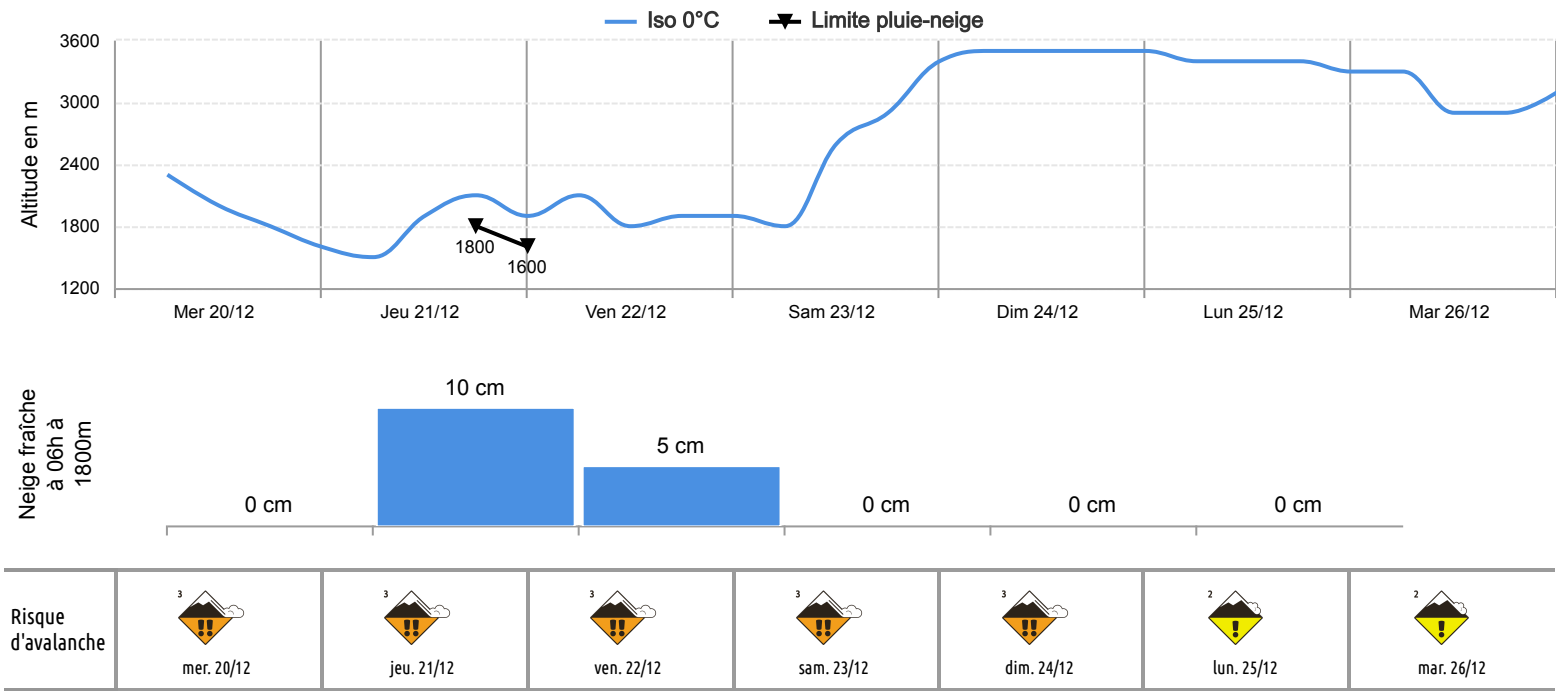 Iso 0°C Limite pluie-neige
Altitude en m
3600
3000
2400
1800
1200
1800
1600
Mer 20/12 Jeu 21/12 Ven 22/12 Sam 23/12 Dim 24/12 Lun 25/12 Mar 26/12
Neige fraîche
à 06h à
1800m
0 cm 10 cm 5 cm 0 cm 0 cm 0 cm
Risque
d'avalanche
3 3 3 3 3 2 2
!! !! !! !! !! ! !
mer. 20/12 jeu. 21/12 ven. 22/12 sam. 23/12 dim. 24/12 lun. 25/12 mar. 26/12